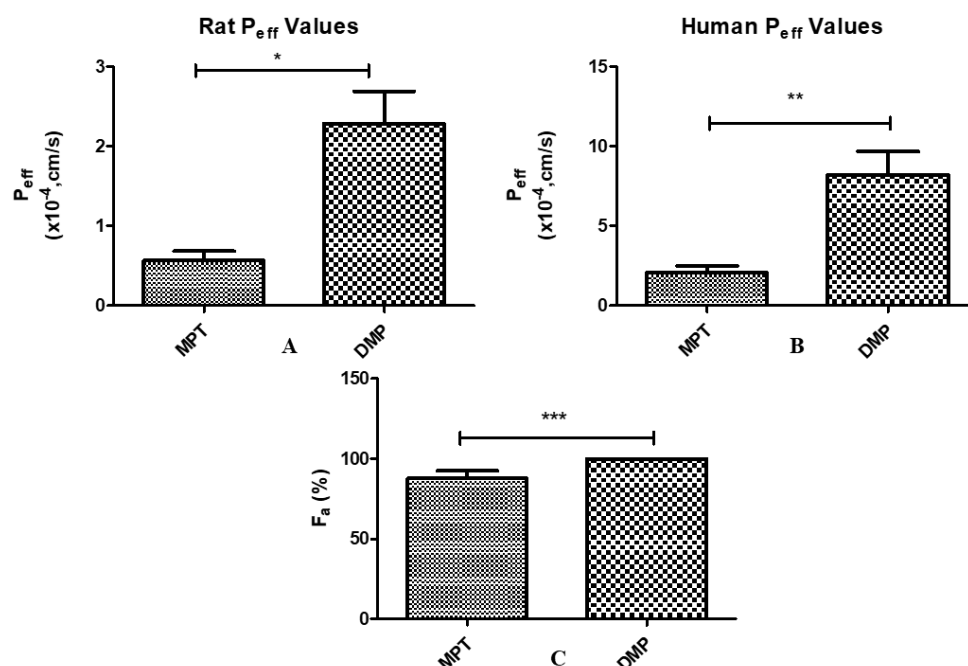 Rat Peff Values
*
3
2
1
0
Peff
(x10-4,cm/s)
MPT
DMP
A
Human Peff Values
**
15
10
5
0
Peff
(x10-4,cm/s)
MPT
DMP
B
***
150
100
50
0
Fa (%)
MPT
DMP
C